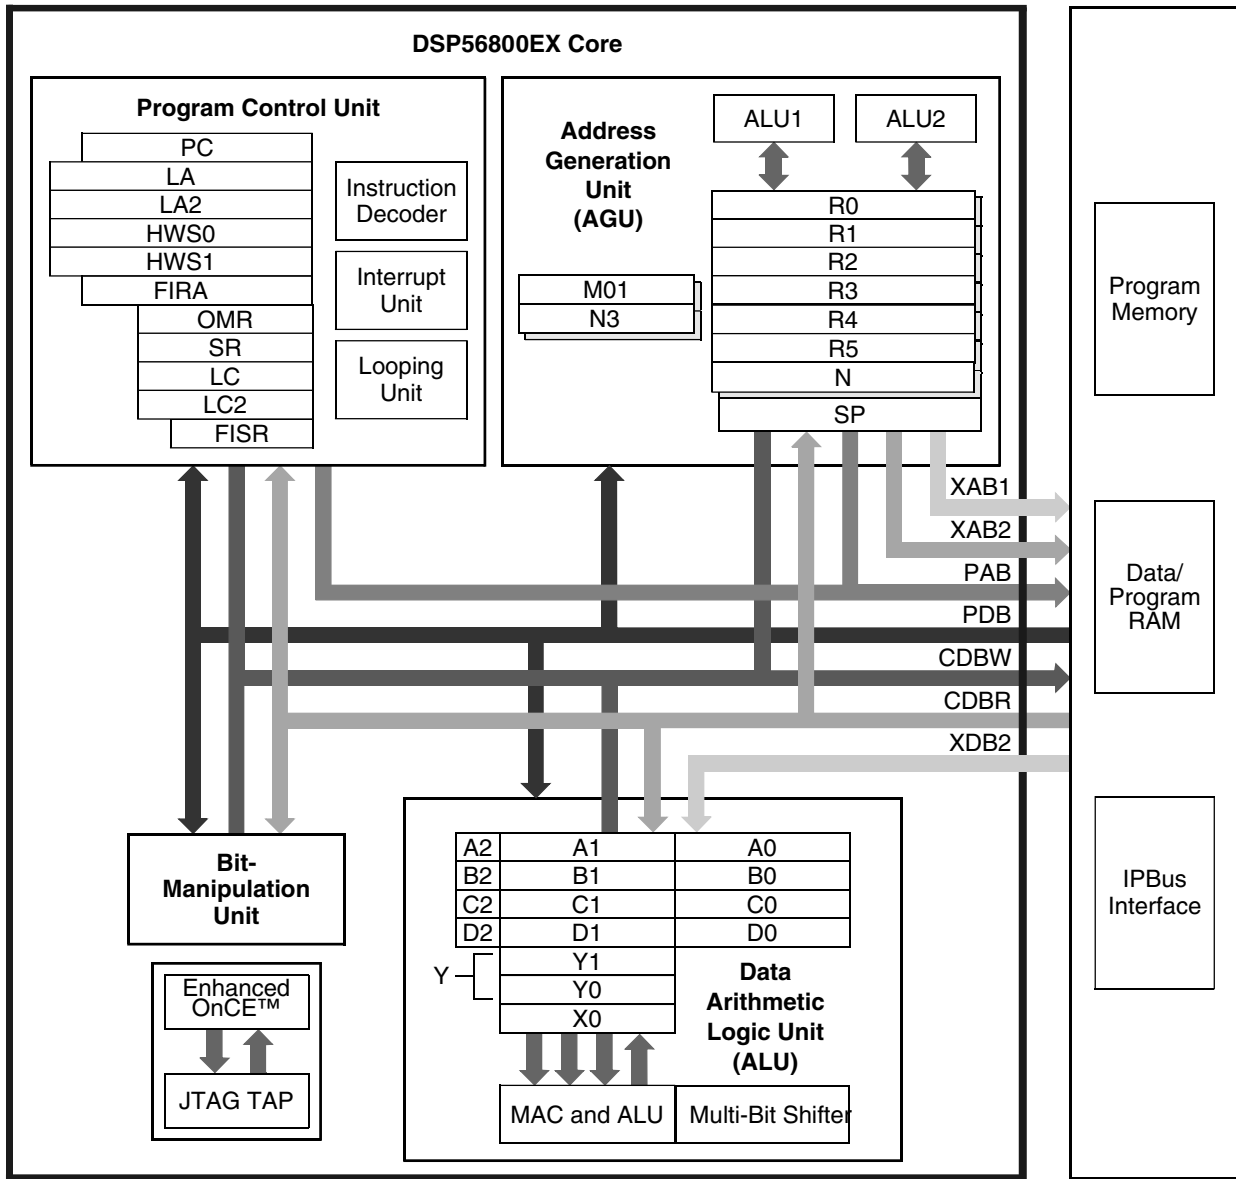 DSP56800EX Core
Program Control Unit
PC
LA
LA2
HWS0
HWS1
FIRA
OMR
SR
LC
LC2
FISR
Instruction
Decoder
Interrupt
Unit
Looping
Unit
Address
Generation
Unit
(AGU)
ALU1
ALU2
R0
R1
R2
R3
R4
R5
N
SP
M01
N3
XAB1
XAB2
PAB
PDB
CDBW
CDBR
XDB2
Program
Memory
Data/
Program
RAM
IPBus
Interface
Bit-
Manipulation
Unit
Enhanced
OnCE™
JTAG TAP
A2 A1 A0
B2 B1 B0
C2 C1 C0
D2 D1 D0
Y
Y1
Y0
X0
Data
Arithmetic
Logic Unit
(ALU)
MAC and ALU
Multi-Bit Shifter